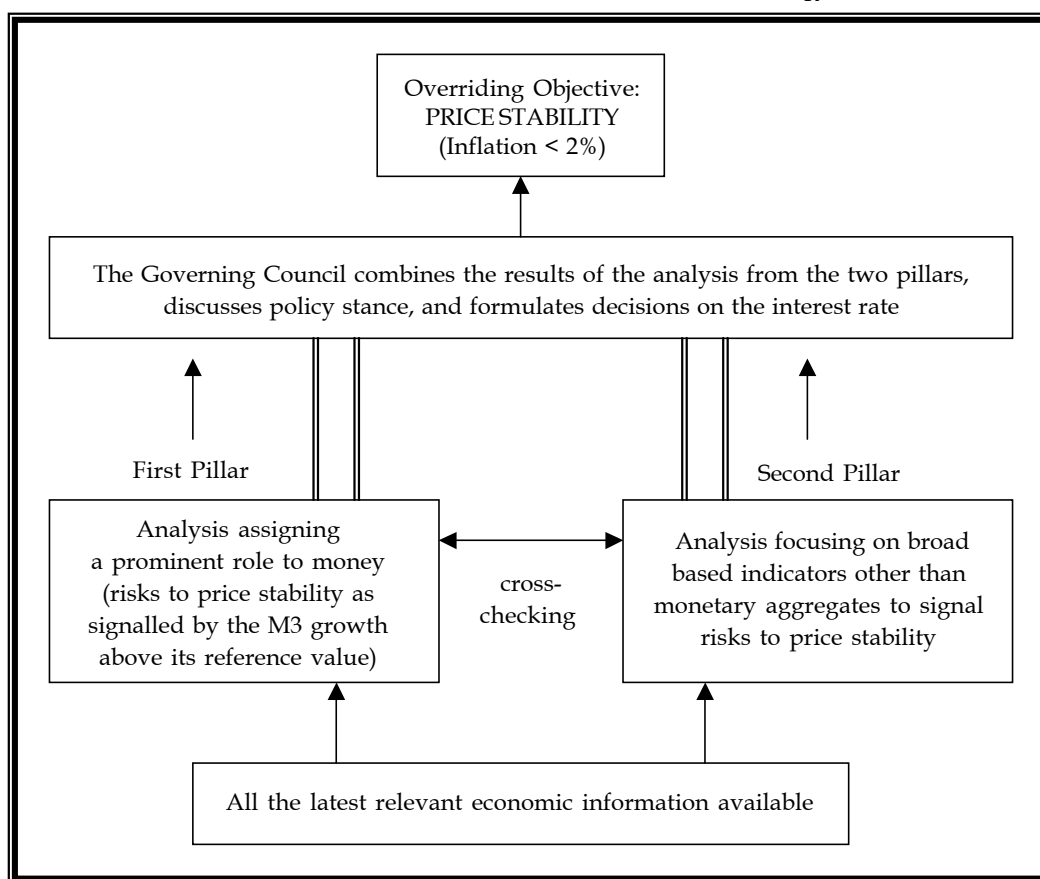 Overriding Objective:
PRICE STABILITY
(Inflation < 2%)
The Governing Council combines the results of the analysis from the two pillars,
discusses policy stance, and formulates decisions on the interest rate
First Pillar
Second Pillar
Analysis assigning
a prominent role to money
(risks to price stability as
signalled by the M3 growth
above its reference value)
cross-
checking
Analysis focusing on broad
based indicators other than
monetary aggregates to signal
risks to price stability
All the latest relevant economic information available